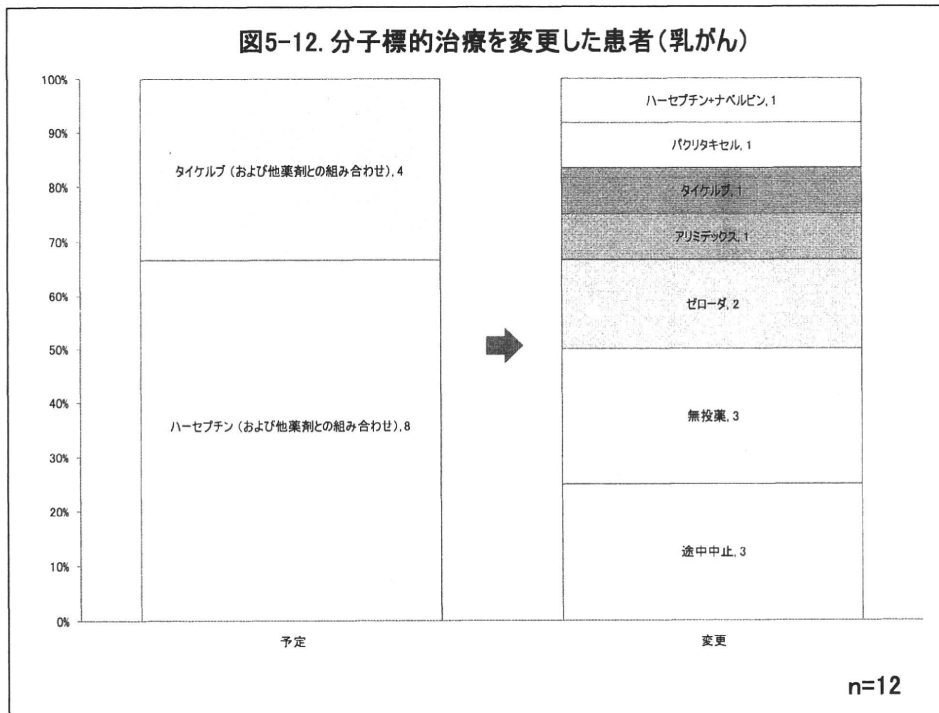 図5-12. 分子標的治療を変更した患者(乳がん)
100%
90%
80%
70%
60%
50%
40%
30%
20%
10%
0%
タイケルブ (および他薬剤との組み合わせ), 4
ハーセプチン (および他薬剤との組み合わせ), 8
ハーセプチン+ナベルビン, 1
パクリタキセル, 1
タイケルブ, 1
アリミデックス, 1
ゼローダ, 2
無投薬, 3
途中中止, 3
予定
変更
n=12